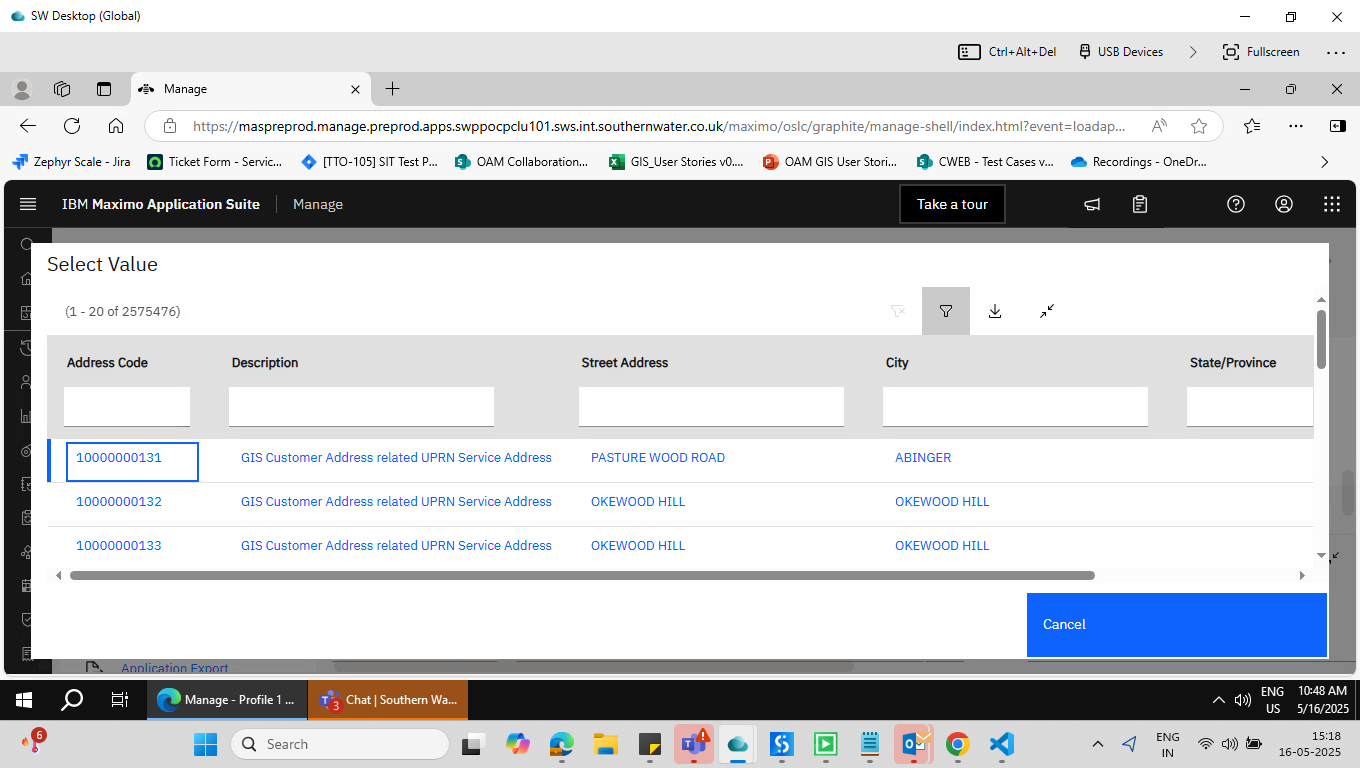 SW Desktop (Global)
Ctrl+Alt+Del USB Devices Fullscreen
Manage
https://maspreprod.manage.preprod.apps.swppocpclu101.sws.int.southernwater.co.uk/maximo/oslc/graphite/manage-shell/index.html?event=loadap...
Zephyr Scale - Jira Ticket Form - Servic... [TTO-105] SIT Test P... OAM Collaboration... GIS_User Stories v0.... OAM GIS User Stori... CWEB - Test Cases v... Recordings - OneDr...
IBM Maximo Application Suite Manage Take a tour
Select Value
(1 - 20 of 2575476)
Address Code Description Street Address City State/Province
10000000131 GIS Customer Address related UPRN Service Address PASTURE WOOD ROAD ABINGER
10000000132 GIS Customer Address related UPRN Service Address OKEWOOD HILL OKEWOOD HILL
10000000133 GIS Customer Address related UPRN Service Address OKEWOOD HILL OKEWOOD HILL
Cancel
Application Export
Manage - Profile 1 ... 3 Chat | Southern Wa... ENG US 10:48 AM 5/16/2025
6 Search ENG IN 15:18 16-05-2025